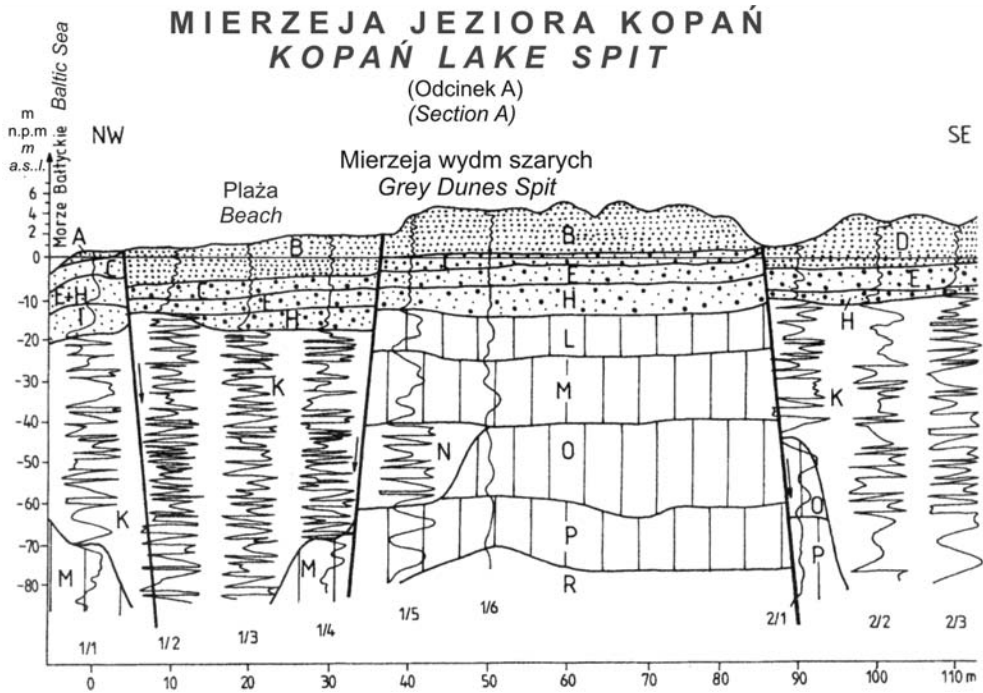 MIERZEJA JEZIORA KOPAŃ
KOPAŃ LAKE SPIT
(Odcinek A)
(Section A)
Morze Bałtyckie Baltic Sea
m
n.p.m
m
a.s..l.
NW
SE
Mierzeja wydm szarych
Grey Dunes Spit
Plaża
Beach
6
4
2
0
-10
-20
-30
-40
-50
-60
-70
-80
A
B
B
D
C
C
E
E
H
H
H
I
L
K
K
M
N
O
K
O
P
P
M
M
R
1/1
1/2
1/3
1/4
1/5
1/6
2/1
2/2
2/3
0 10 20 30 40 50 60 70 80 90 100 110 m